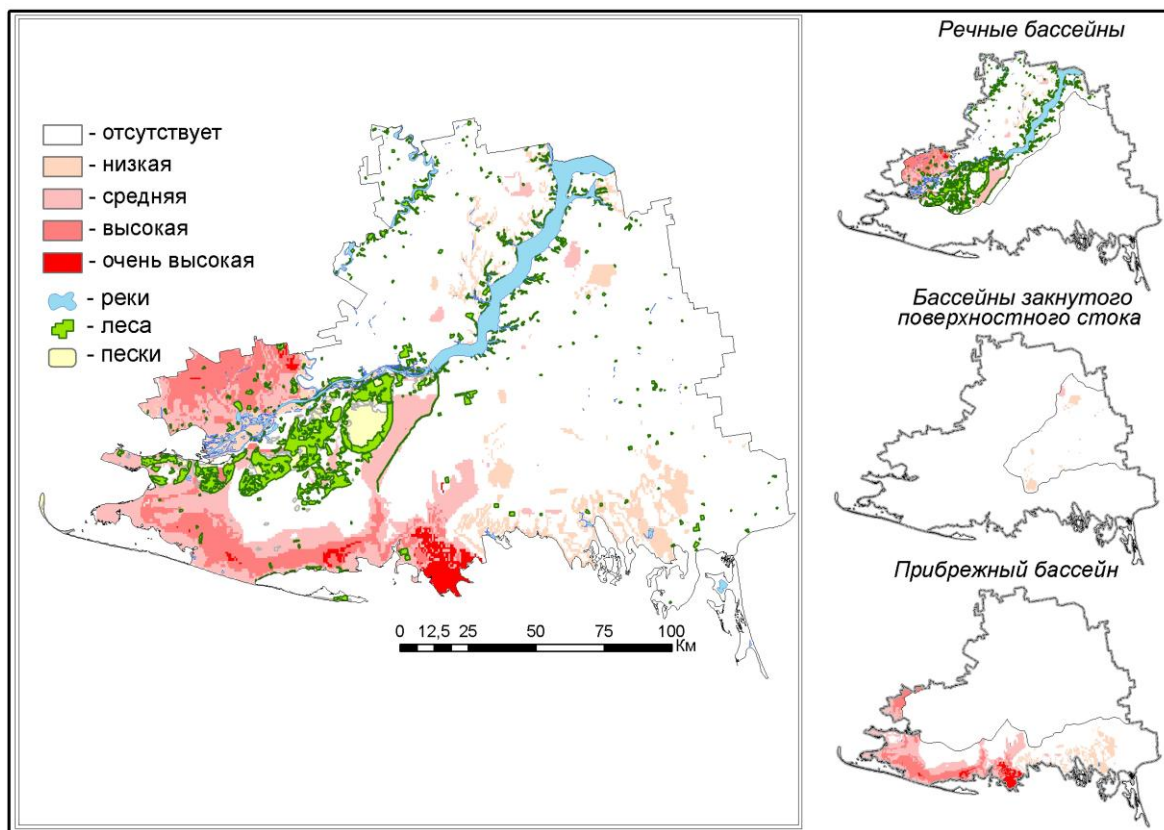 - отсутствует
- низкая
- средняя
- высокая
- очень высокая
- реки
- леса
- пески
0 12,5 25 50 75 100
Км
Речные бассейны
Бассейны закнутого
поверхностного стока
Прибрежный бассейн